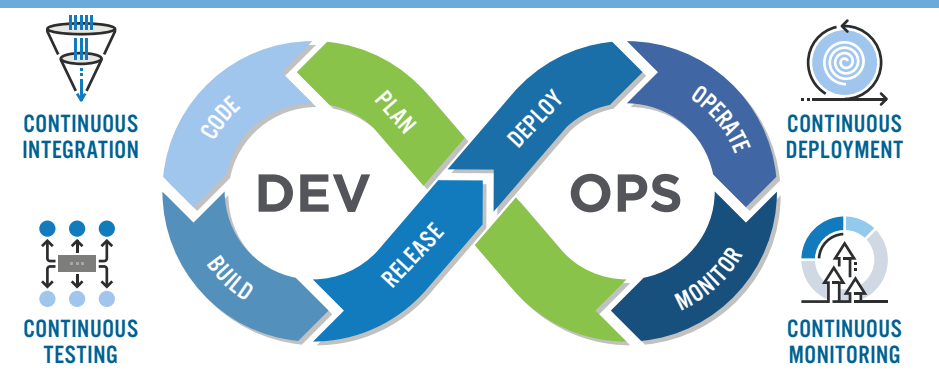 CONTINUOUS
INTEGRATION
CONTINUOUS
TESTING
CODE
PLAN
DEV
BUILD
RELEASE
DEPLOY
OPERATE
OPS
MONITOR
CONTINUOUS
DEPLOYMENT
CONTINUOUS
MONITORING